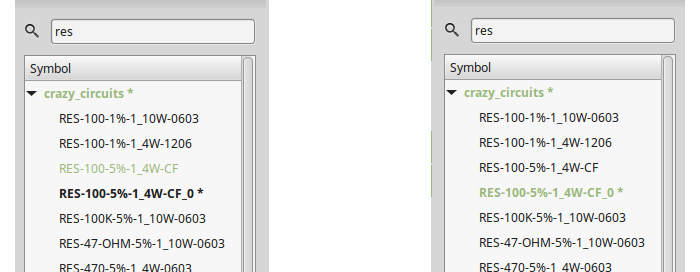 res
Symbol
crazy_circuits *
RES-100-1%-1_10W-0603
RES-100-1%-1_4W-1206
RES-100-5%-1_4W-CF
RES-100-5%-1_4W-CF_0 *
RES-100K-5%-1_10W-0603
RES-47-OHM-5%-1_10W-0603
RES-470-5%-1_4W-0603
res
Symbol
crazy_circuits *
RES-100-1%-1_10W-0603
RES-100-1%-1_4W-1206
RES-100-5%-1_4W-CF
RES-100-5%-1_4W-CF_0 *
RES-100K-5%-1_10W-0603
RES-47-OHM-5%-1_10W-0603
RES-470-5%-1_4W-0603